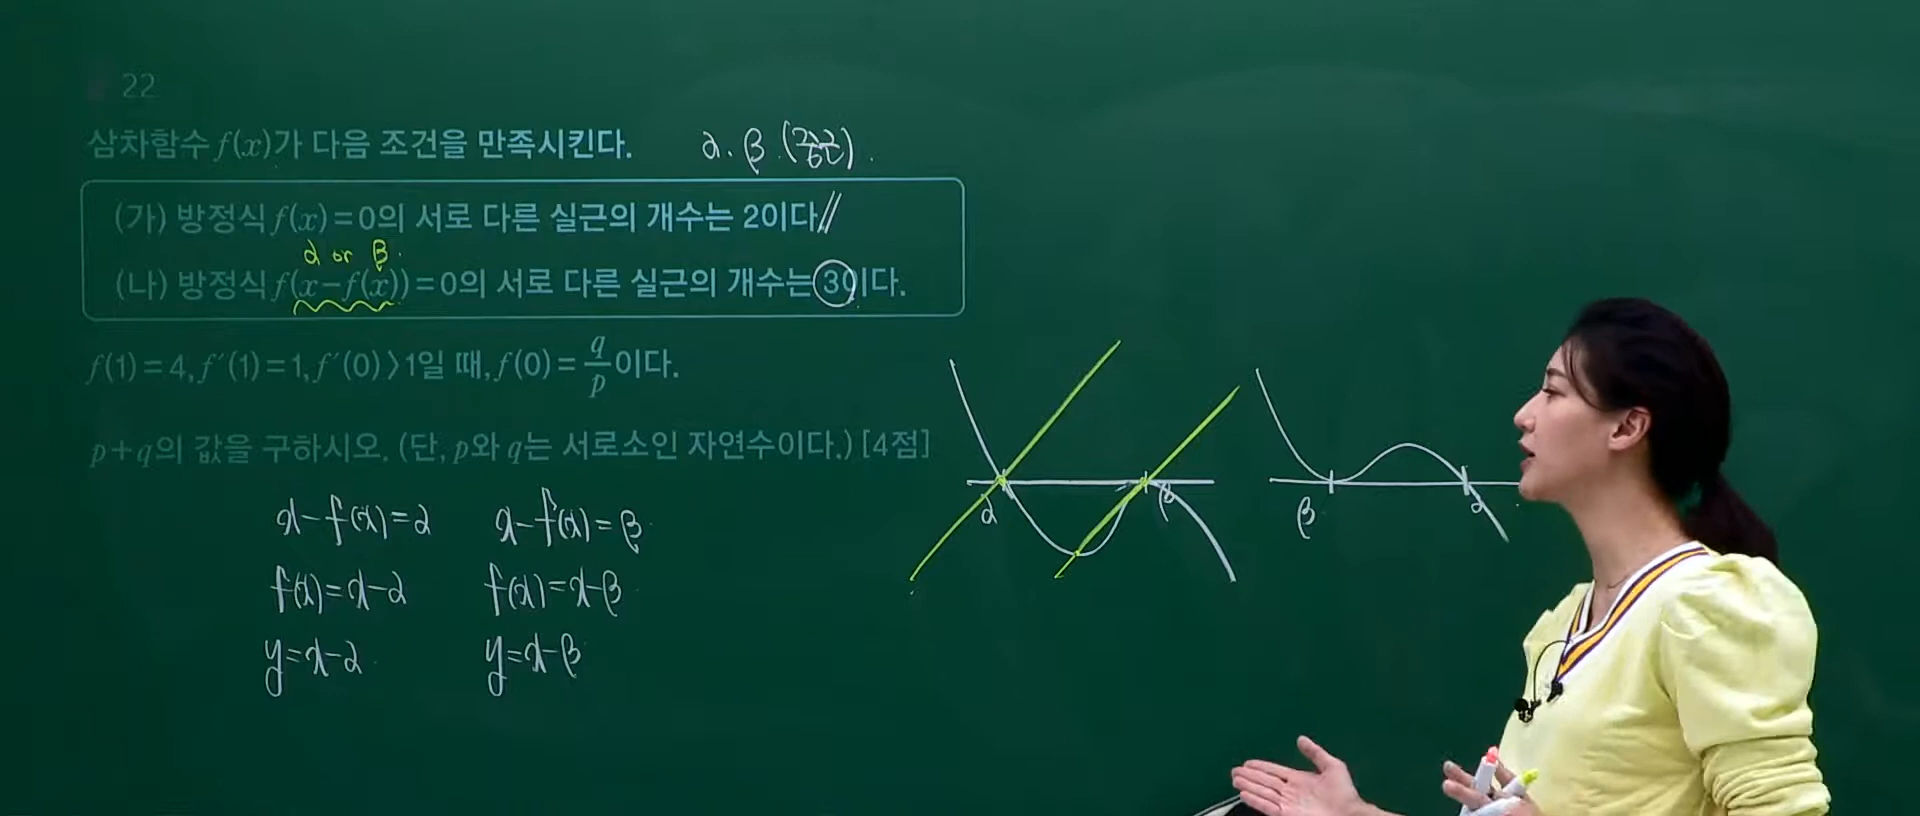 22
삼차함수 f(x)가 다음 조건을 만족시킨다.
α. β (중근).
(가) 방정식 f(x)=0의 서로 다른 실근의 개수는 2이다.
α or β.
(나) 방정식 f(x-f(x))=0의 서로 다른 실근의 개수는 3이다.
f(1)=4, f′(1)=1, f′(0)>1일 때, f(0)=q/p이다.
p+q의 값을 구하시오. (단, p와 q는 서로소인 자연수이다.) [4점]
x-f(x)=α x-f(x)=β
f(x)=x-α f(x)=x-β
y=x-α y=x-β
α β
β α